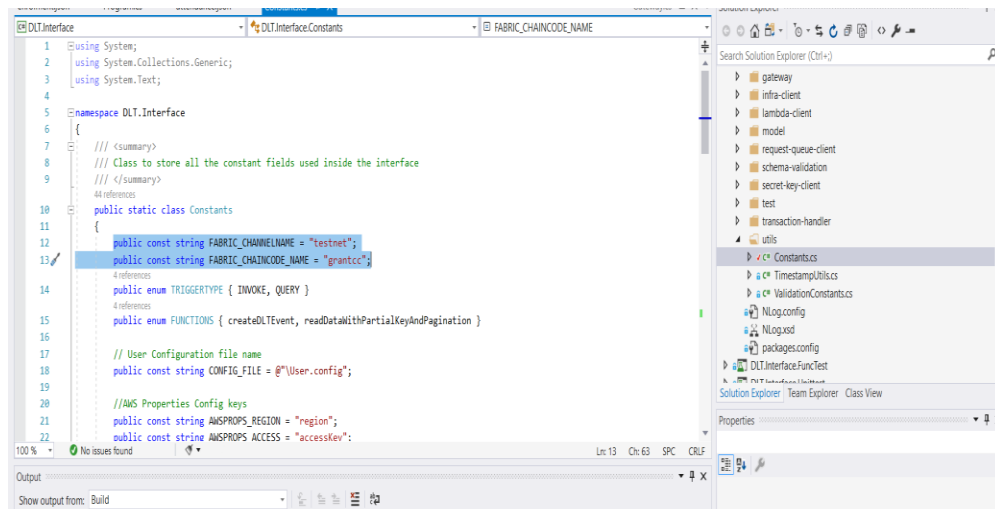 DLT.Interface
DLT.Interface.Constants
FABRIC_CHAINCODE_NAME
1 using System;
2 using System.Collections.Generic;
3 using System.Text;
4
5 namespace DLT.Interface
6 {
7 /// <summary>
8 /// Class to store all the constant fields used inside the interface
9 /// </summary>
44 references
10 public static class Constants
11 {
12 public const string FABRIC_CHANNELNAME = "testnet";
13 public const string FABRIC_CHAINCODE_NAME = "grantcc";
4 references
14 public enum TRIGGERTYPE { INVOKE, QUERY }
4 references
15 public enum FUNCTIONS { createDLTEvent, readDataWithPartialKeyAndPagination }
16
17 // User Configuration file name
18 public const string CONFIG_FILE = @"\User.config";
19
20 //AWS Properties Config keys
21 public const string AWSPROPS_REGION = "region";
22 public const string AWSPROPS_ACCESS = "accessKey";
100 %
No issues found
Ln: 13 Ch: 63 SPC CRLF
Output
Show output from: Build
Solution Explorer
Search Solution Explorer (Ctrl+;)
gateway
infra-client
lambda-client
model
request-queue-client
schema-validation
secret-key-client
test
transaction-handler
utils
C# Constants.cs
C# TimestampUtils.cs
C# ValidationConstants.cs
NLog.config
NLog.xsd
packages.config
DLT.Interface.FuncTest
DLT.Interface.Unittest
Solution Explorer Team Explorer Class View
Properties